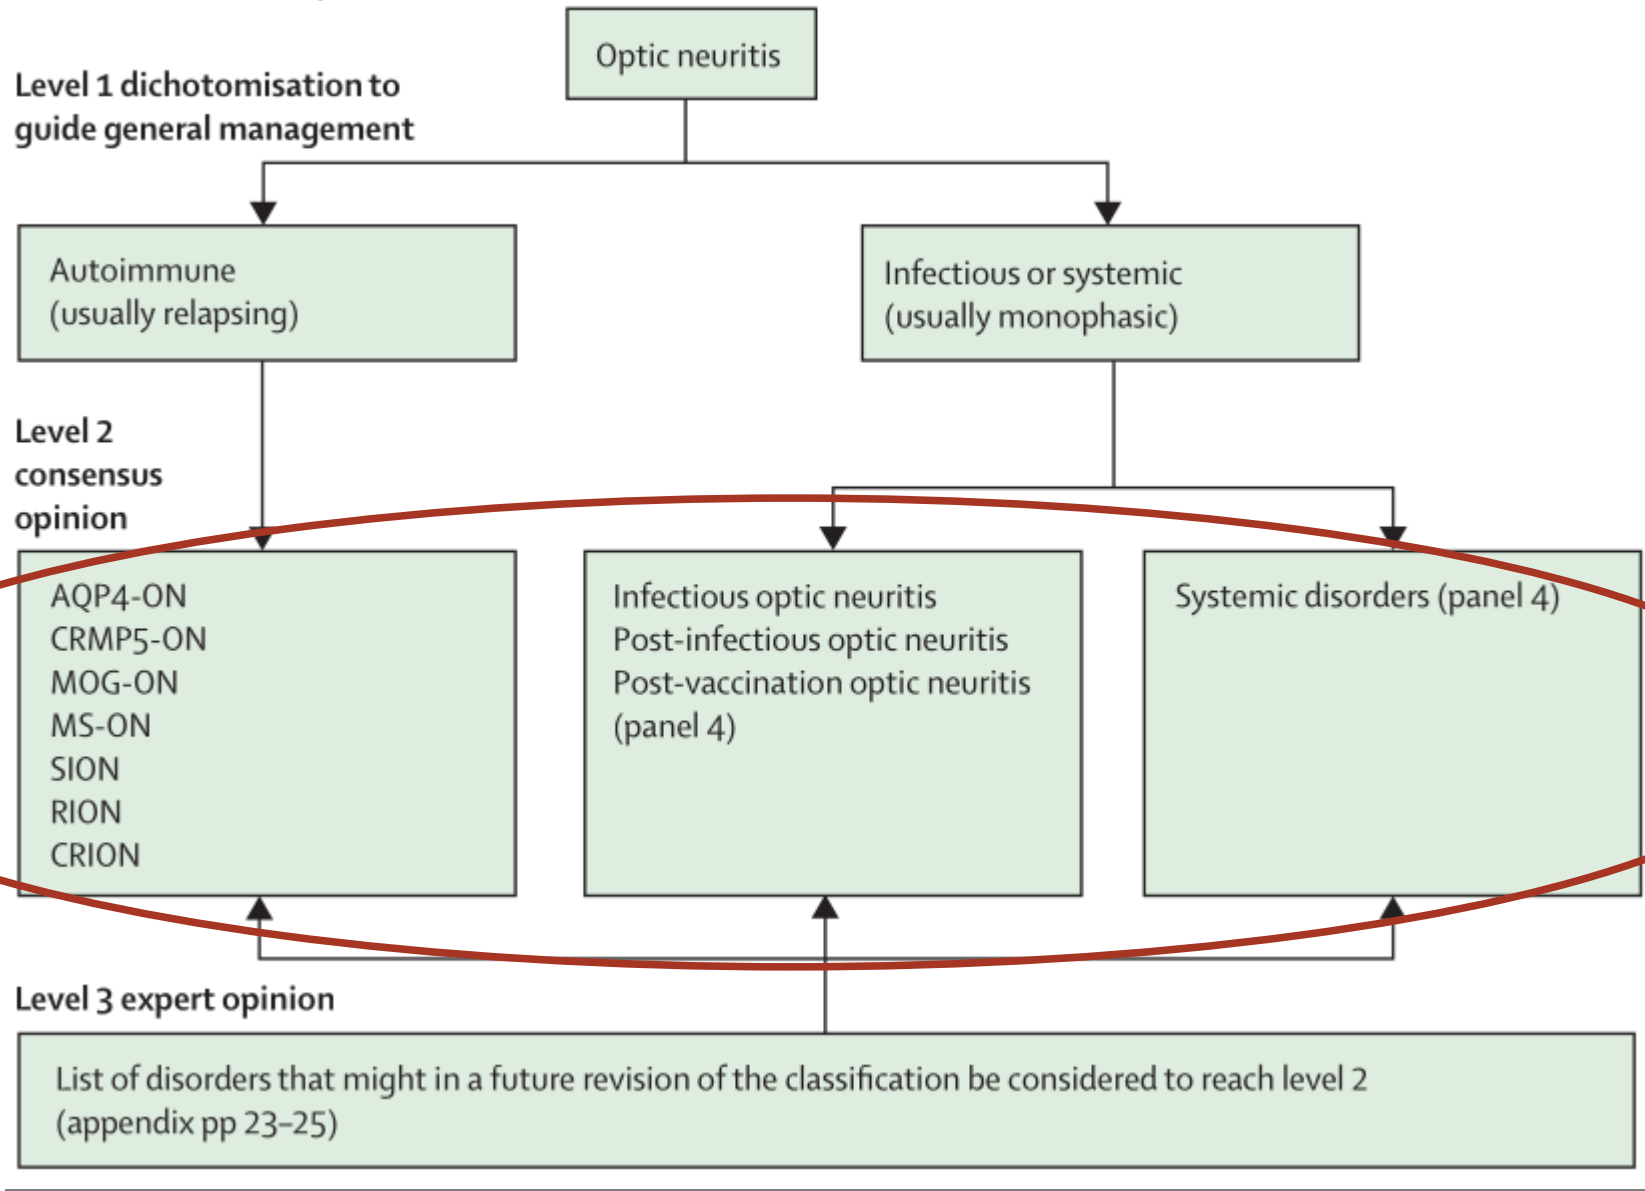 Optic neuritis
Level 1 dichotomisation to
guide general management
Autoimmune
(usually relapsing)
Infectious or systemic
(usually monophasic)
Level 2
consensus
opinion
AQP4-ON
CRMP5-ON
MOG-ON
MS-ON
SION
RION
CRION
Infectious optic neuritis
Post-infectious optic neuritis
Post-vaccination optic neuritis
(panel 4)
Systemic disorders (panel 4)
Level 3 expert opinion
List of disorders that might in a future revision of the classification be considered to reach level 2
(appendix pp 23–25)